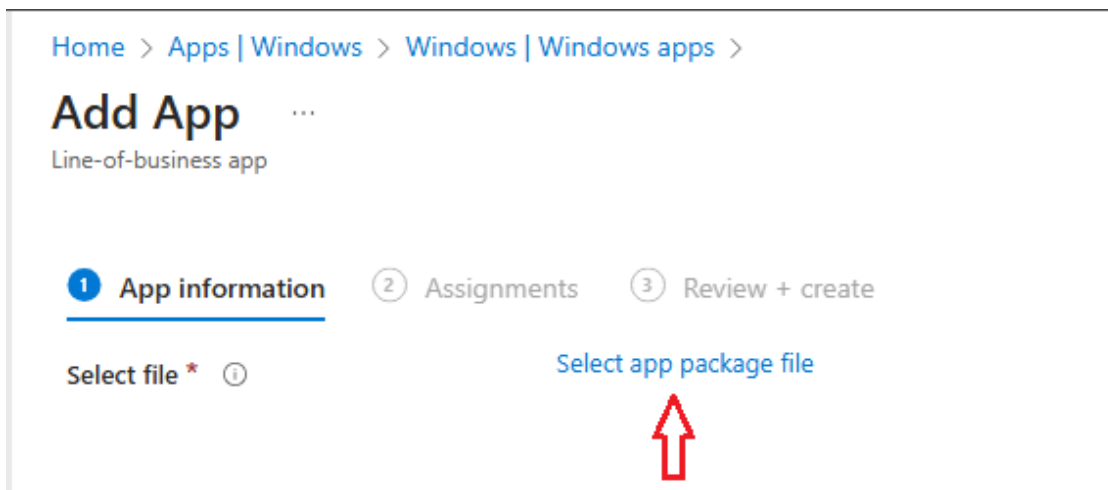 Home > Apps | Windows > Windows | Windows apps >
Add App ...
Line-of-business app
1 App information 2 Assignments 3 Review + create
Select file * Select app package file